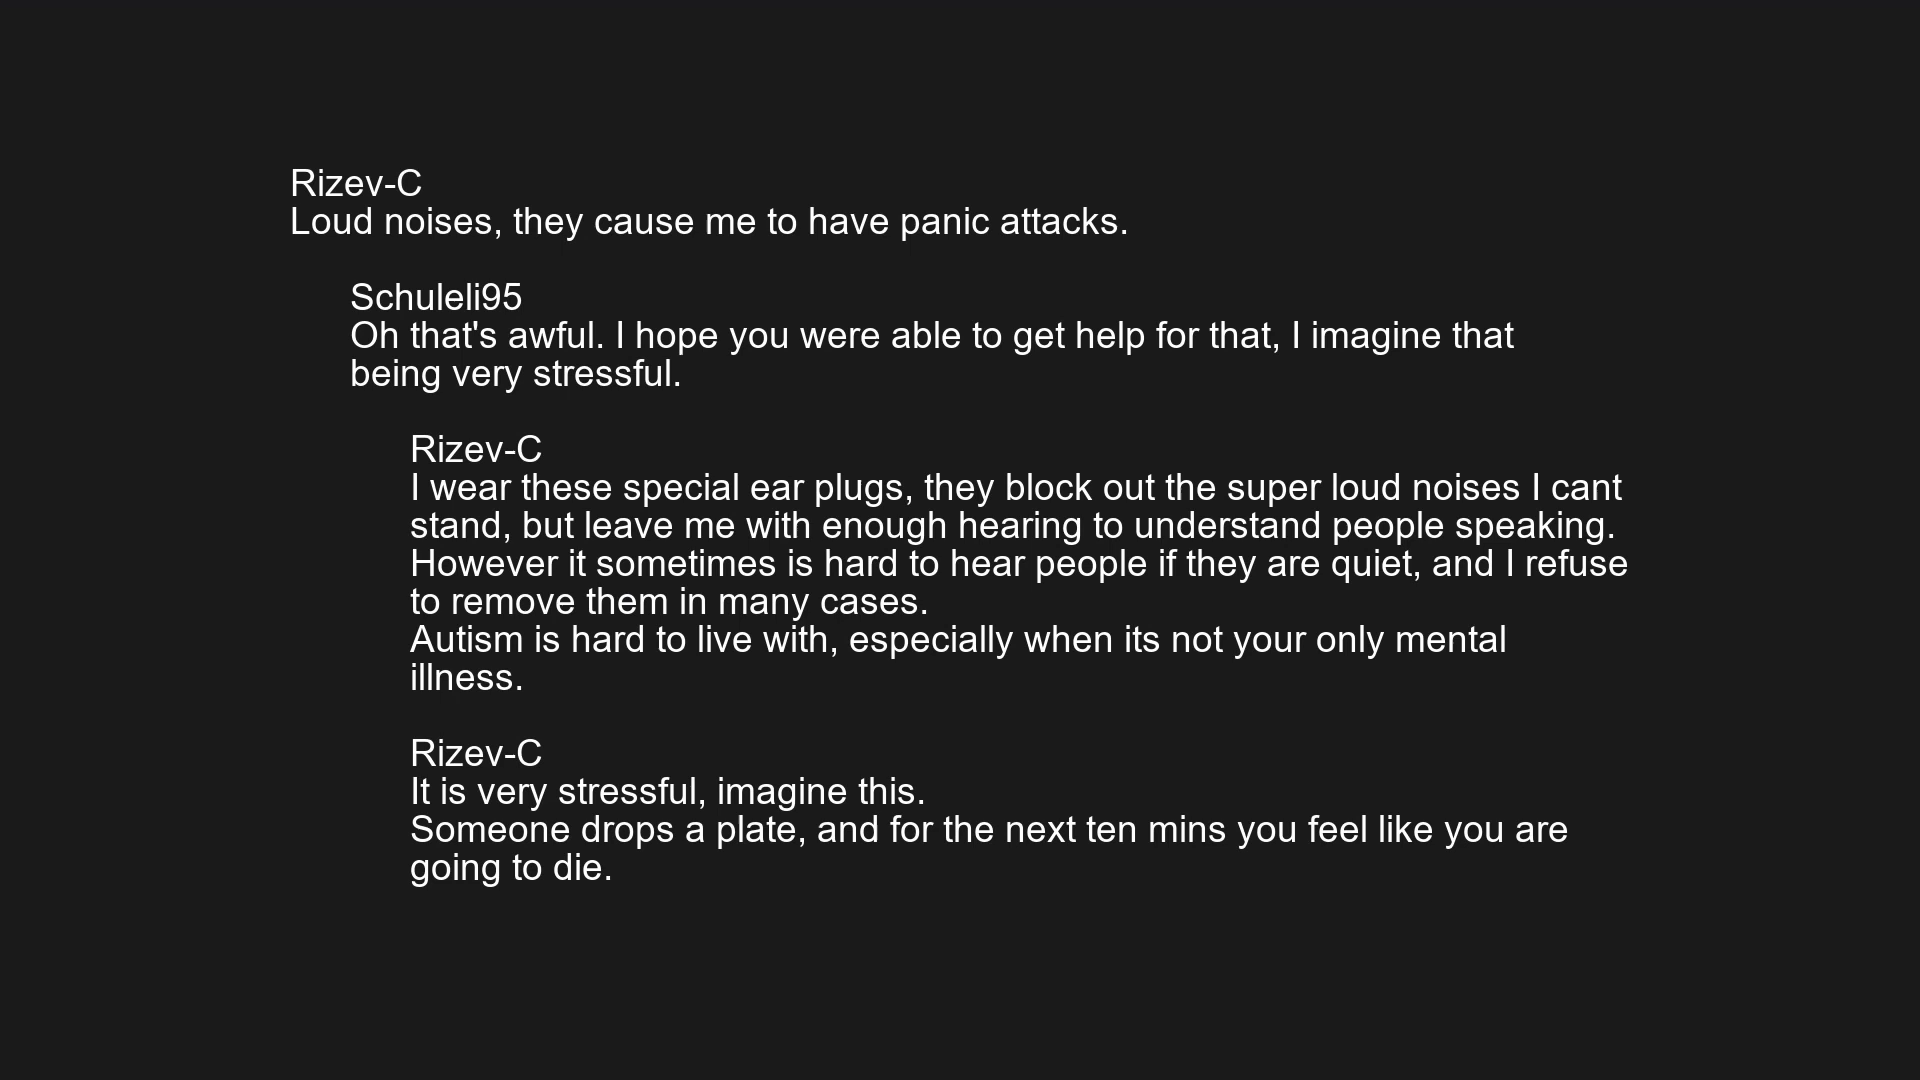 Rizev-C
Loud noises, they cause me to have panic attacks.
Schuleli95
Oh that's awful. I hope you were able to get help for that, I imagine that
being very stressful.
Rizev-C
I wear these special ear plugs, they block out the super loud noises I cant
stand, but leave me with enough hearing to understand people speaking.
However it sometimes is hard to hear people if they are quiet, and I refuse
to remove them in many cases.
Autism is hard to live with, especially when its not your only mental
illness.
Rizev-C
It is very stressful, imagine this.
Someone drops a plate, and for the next ten mins you feel like you are
going to die.